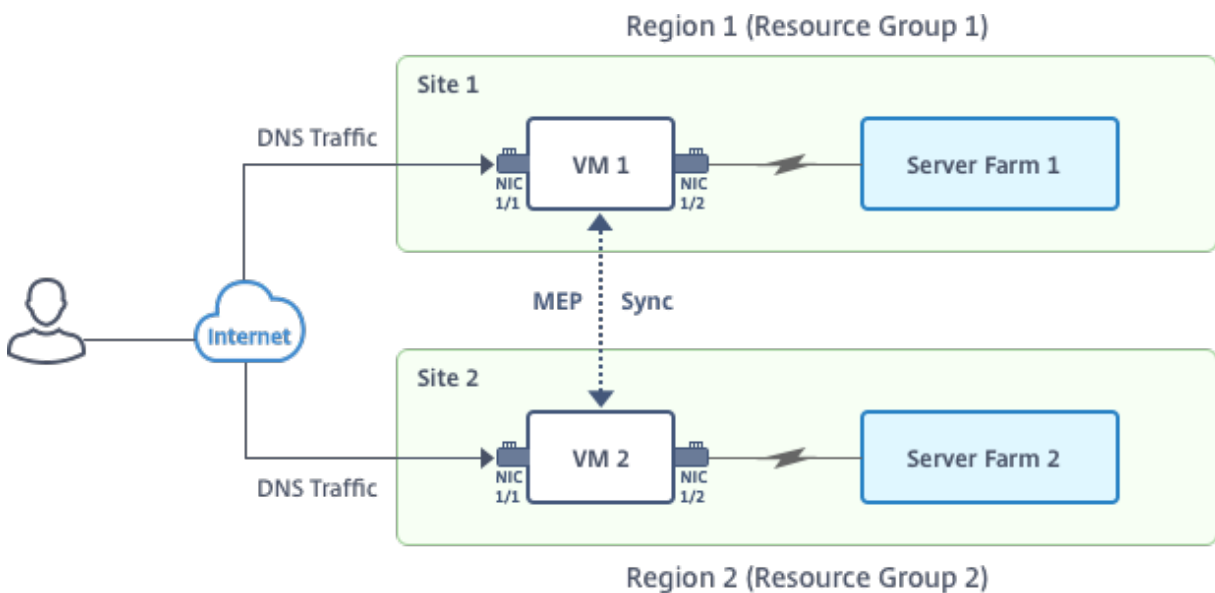 Region 1 (Resource Group 1)
Site 1
DNS Traffic
VM 1
NIC
1/1
NIC
1/2
Server Farm 1
MEP
Sync
Internet
Site 2
VM 2
NIC
1/1
NIC
1/2
Server Farm 2
DNS Traffic
Region 2 (Resource Group 2)